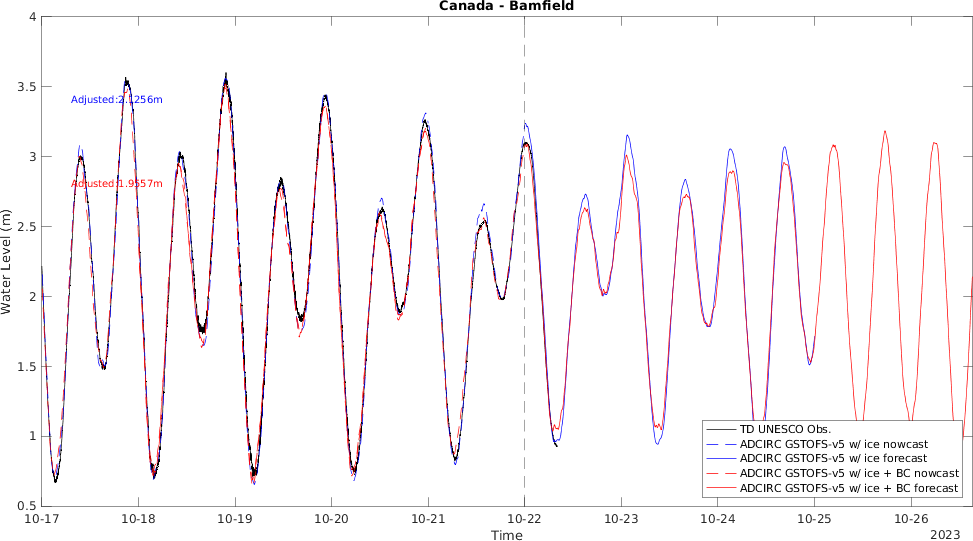 Canada - Bamfield
4
3.5
3
2.5
2
1.5
1
0.5
Water Level (m)
Adjusted:2.1256m
Adjusted:1.9557m
TD UNESCO Obs.
ADCIRC GSTOFS-v5 w/ ice nowcast
ADCIRC GSTOFS-v5 w/ ice forecast
ADCIRC GSTOFS-v5 w/ ice + BC nowcast
ADCIRC GSTOFS-v5 w/ ice + BC forecast
10-17 10-18 10-19 10-20 10-21 10-22 10-23 10-24 10-25 10-26
Time
2023